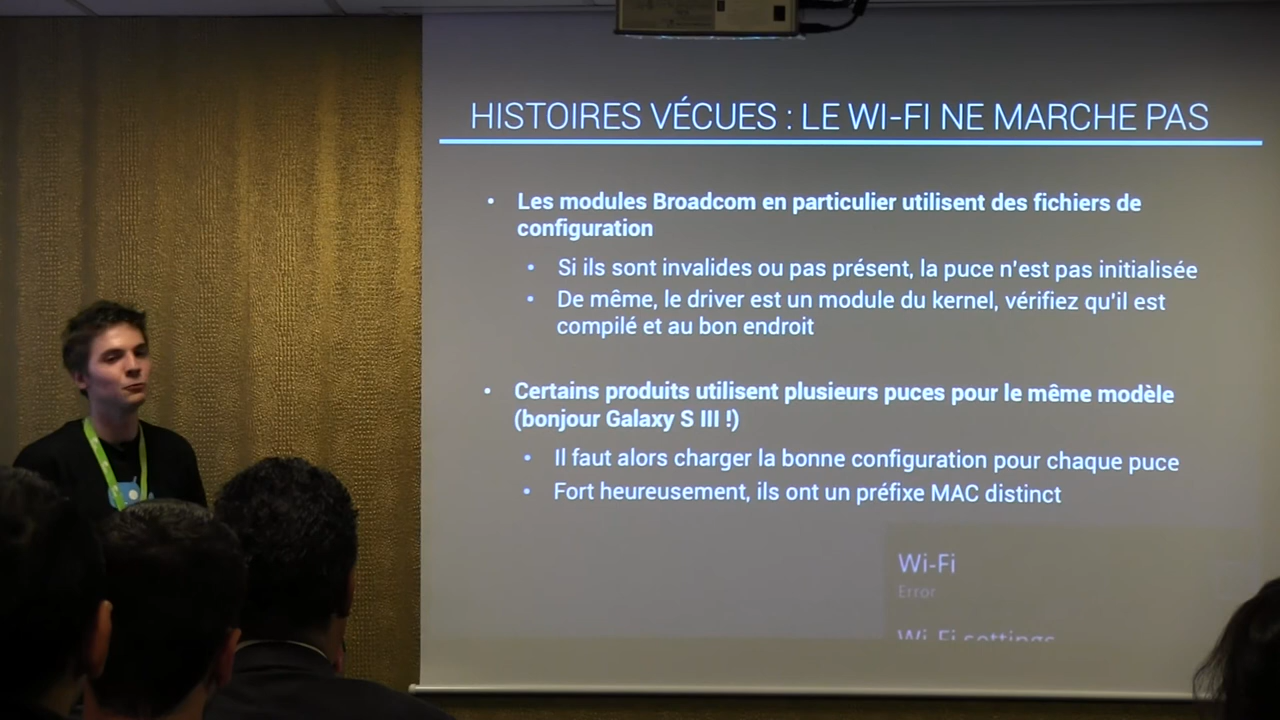 HISTOIRES VÉCUES : LE WI-FI NE MARCHE PAS
• Les modules Broadcom en particulier utilisent des fichiers de
configuration
• Si ils sont invalides ou pas présent, la puce n'est pas initialisée
• De même, le driver est un module du kernel, vérifiez qu'il est
compilé et au bon endroit
• Certains produits utilisent plusieurs puces pour le même modèle
(bonjour Galaxy S III !)
• Il faut alors charger la bonne configuration pour chaque puce
• Fort heureusement, ils ont un préfixe MAC distinct
Wi-Fi
Error
Wi-Fi settings